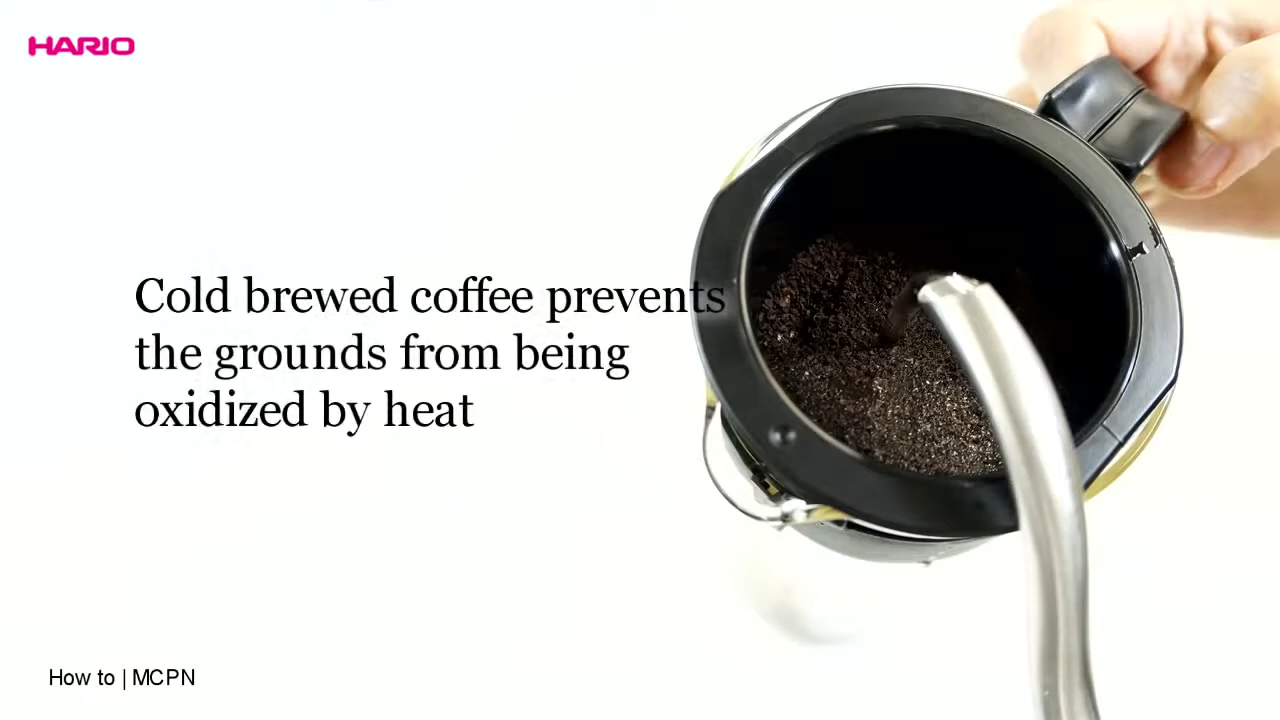 HARIO
Cold brewed coffee prevents
the grounds from being
oxidized by heat
How to | MCPN